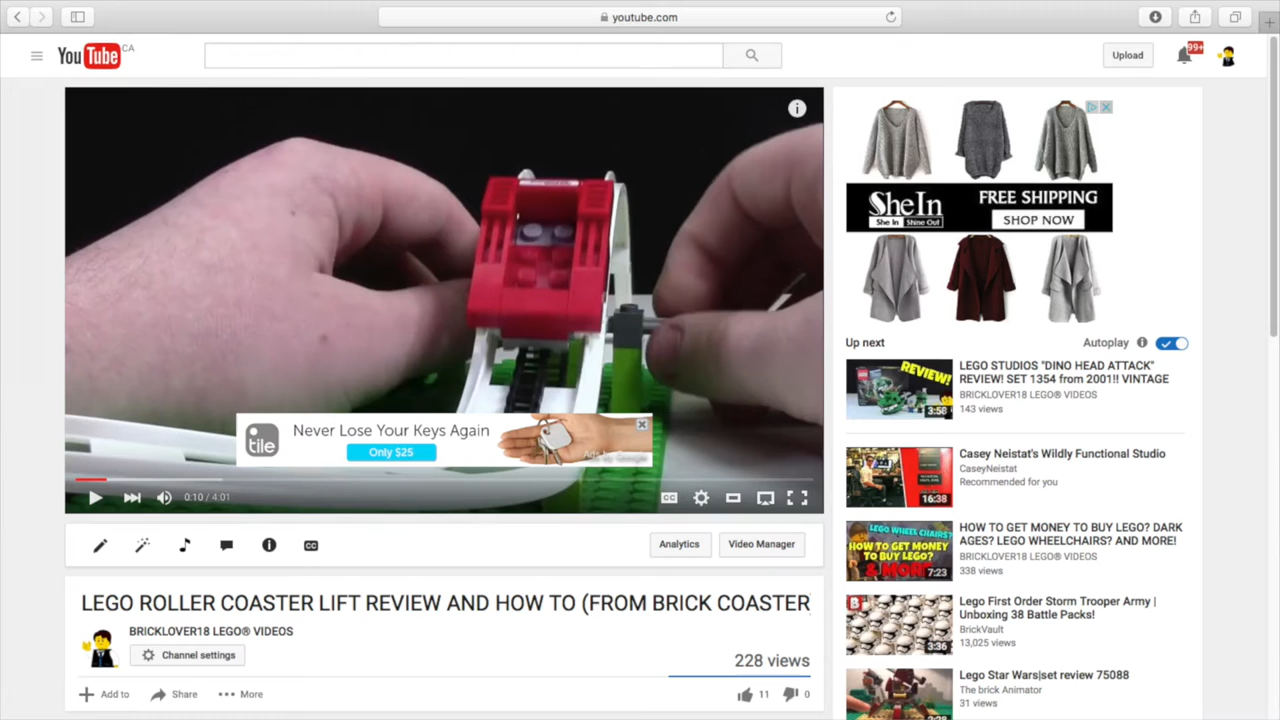 youtube.com
YouTube CA
Upload
99+
SheIn
She In Shine Out
FREE SHIPPING
SHOP NOW
tile
Never Lose Your Keys Again
Only $25
Ads by Google
0:10 / 4:01
CC
Analytics
Video Manager
LEGO ROLLER COASTER LIFT REVIEW AND HOW TO (FROM BRICK COASTER
BRICKLOVER18 LEGO® VIDEOS
Channel settings
228 views
Add to
Share
More
11
0
Up next
Autoplay
REVIEW!
3:58
LEGO STUDIOS "DINO HEAD ATTACK"
REVIEW! SET 1354 from 2001!! VINTAGE
BRICKLOVER18 LEGO® VIDEOS
143 views
16:38
Casey Neistat's Wildly Functional Studio
CaseyNeistat
Recommended for you
LEGO WHEEL CHAIRS?
HOW TO GET MONEY
TO BUY LEGO?
& MORE!
7:23
HOW TO GET MONEY TO BUY LEGO? DARK
AGES? LEGO WHEELCHAIRS? AND MORE!
BRICKLOVER18 LEGO® VIDEOS
338 views
B
3:36
Lego First Order Storm Trooper Army |
Unboxing 38 Battle Packs!
BrickVault
13,025 views
Lego Star Wars|set review 75088
The brick Animator
31 views